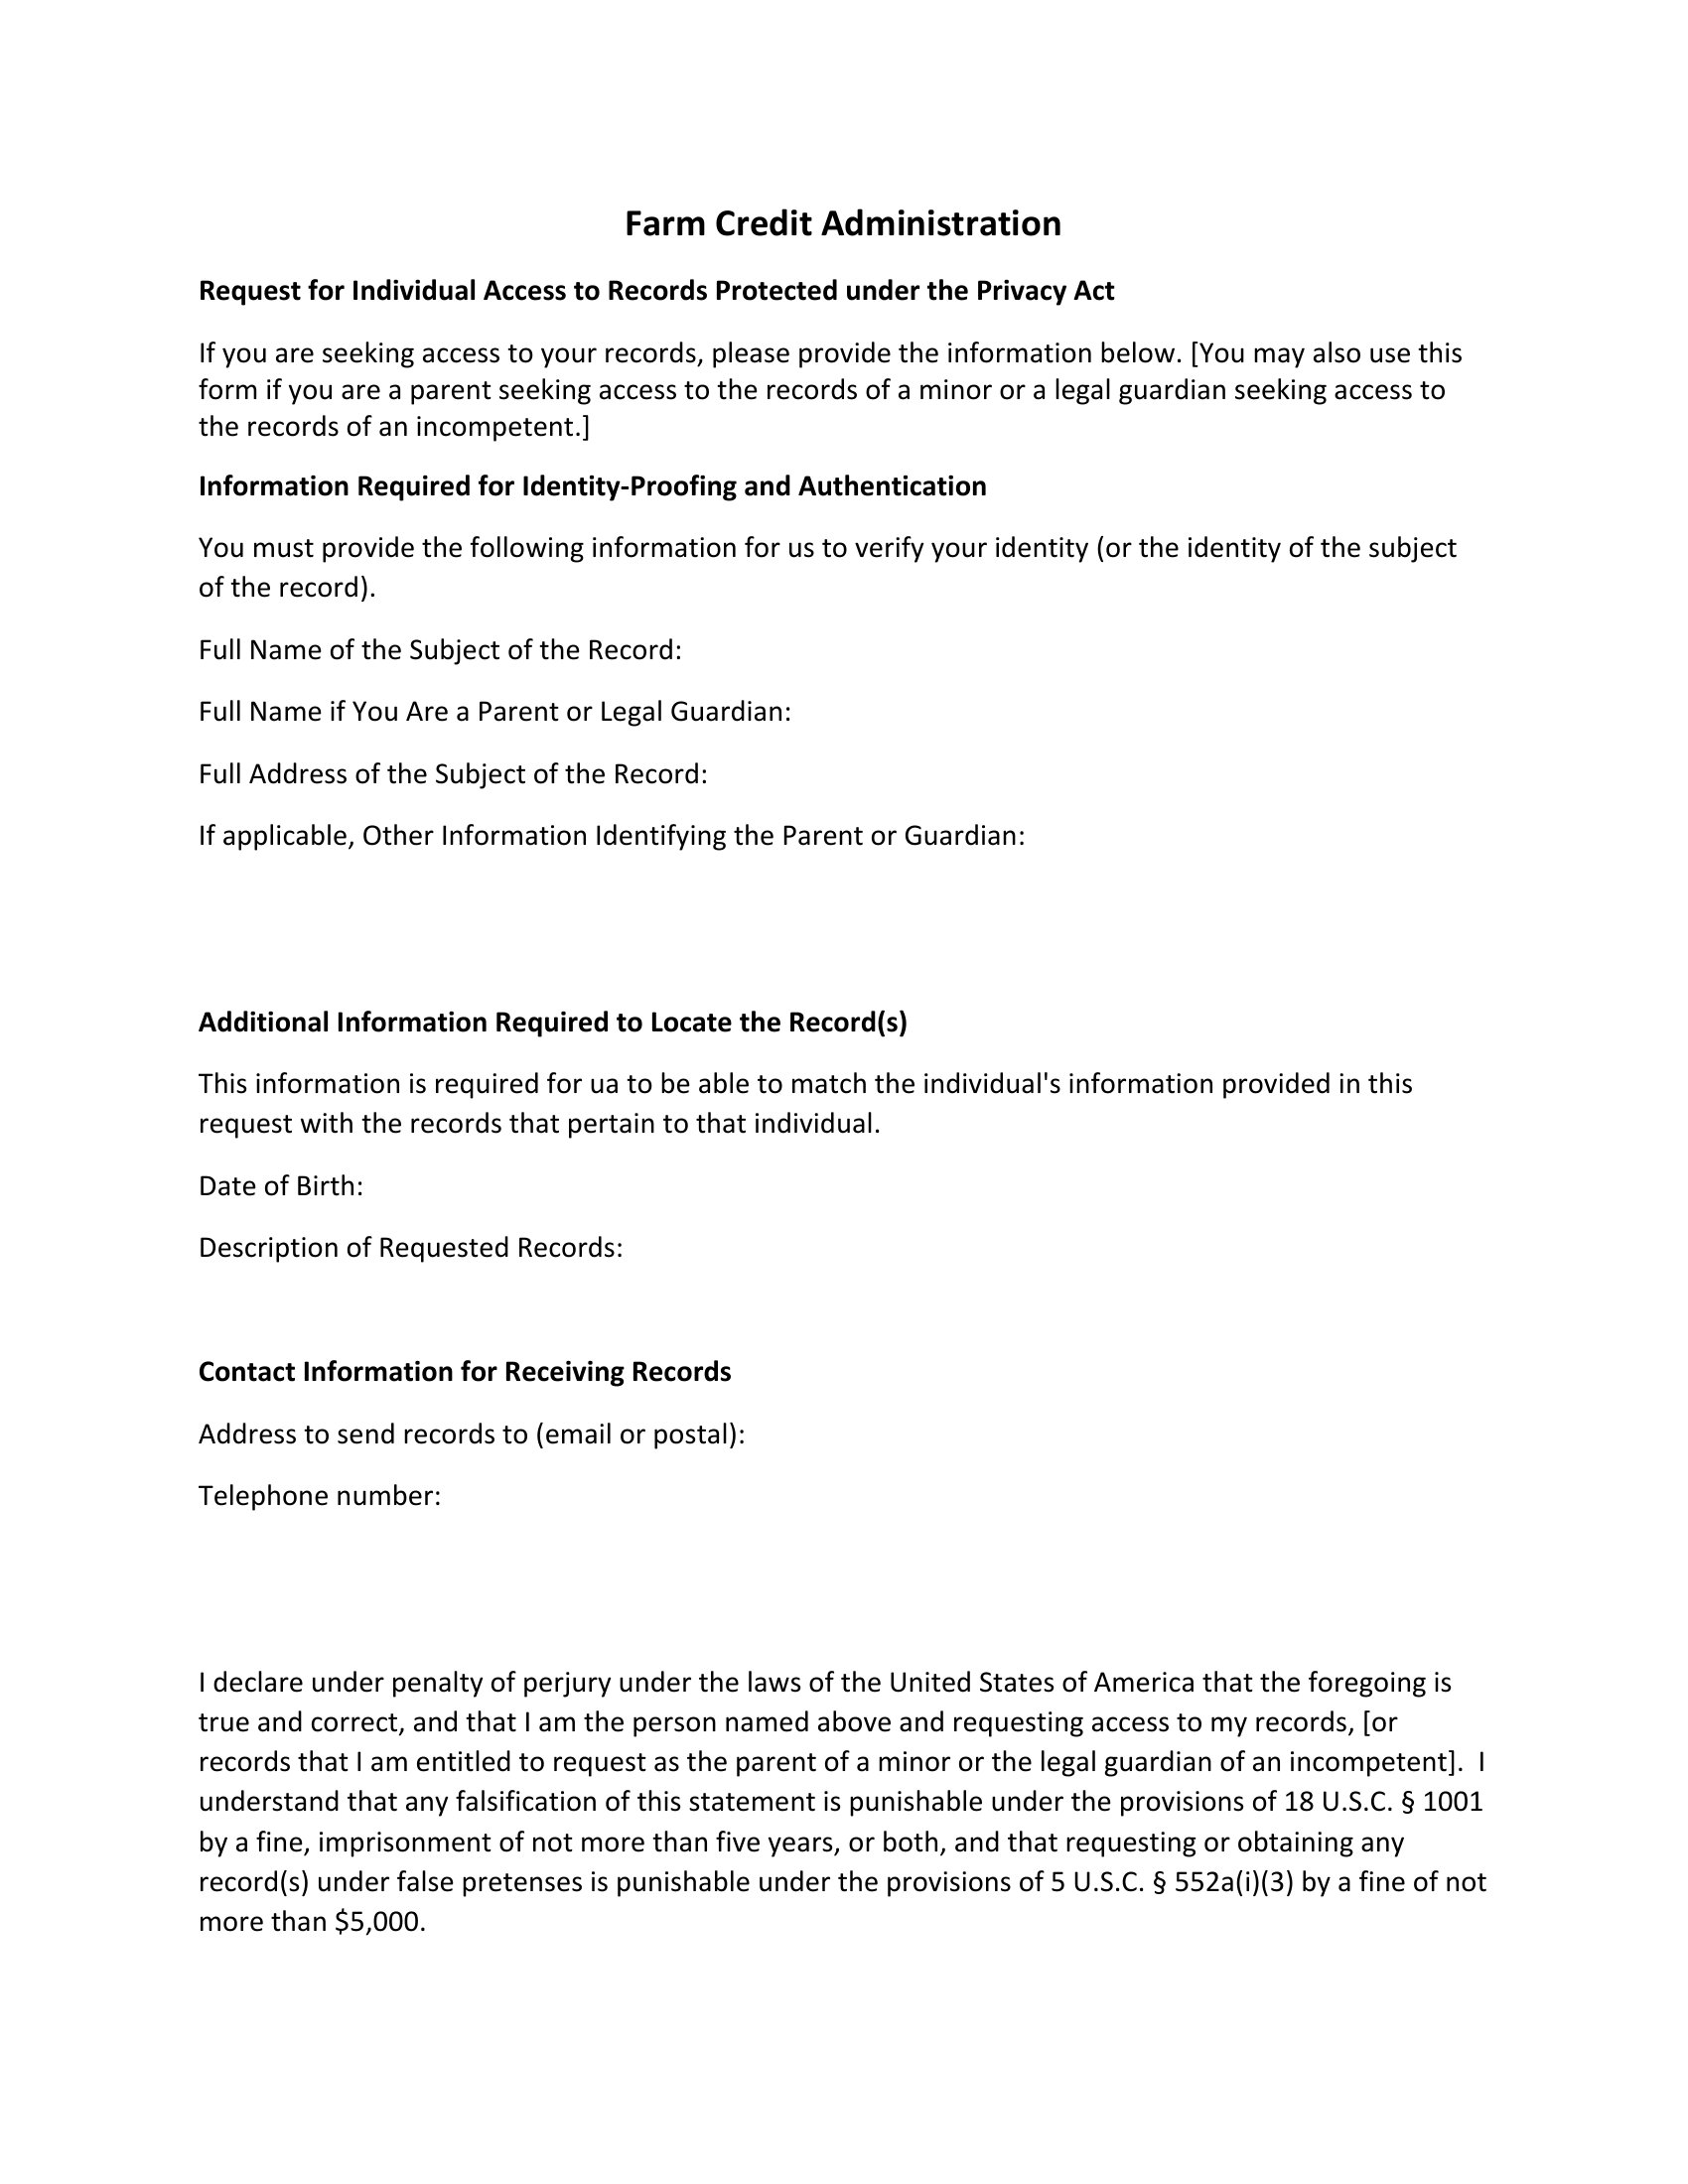 Farm Credit Administration
Request for Individual Access to Records Protected under the Privacy Act
If you are seeking access to your records, please provide the information below. [You may also use this
form if you are a parent seeking access to the records of a minor or a legal guardian seeking access to
the records of an incompetent.]
Information Required for Identity-Proofing and Authentication
You must provide the following information for us to verify your identity (or the identity of the subject
of the record).
Full Name of the Subject of the Record:
Full Name if You Are a Parent or Legal Guardian:
Full Address of the Subject of the Record:
If applicable, Other Information Identifying the Parent or Guardian:
Additional Information Required to Locate the Record(s)
This information is required for ua to be able to match the individual's information provided in this
request with the records that pertain to that individual.
Date of Birth:
Description of Requested Records:
Contact Information for Receiving Records
Address to send records to (email or postal):
Telephone number:
I declare under penalty of perjury under the laws of the United States of America that the foregoing is
true and correct, and that I am the person named above and requesting access to my records, [or
records that I am entitled to request as the parent of a minor or the legal guardian of an incompetent].  I
understand that any falsification of this statement is punishable under the provisions of 18 U.S.C. § 1001
by a fine, imprisonment of not more than five years, or both, and that requesting or obtaining any
record(s) under false pretenses is punishable under the provisions of 5 U.S.C. § 552a(i)(3) by a fine of not
more than $5,000.